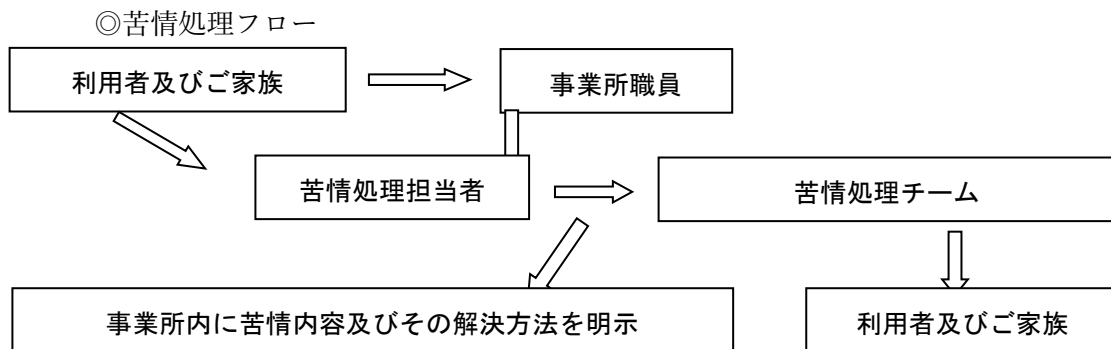 ◎苦情処理フロー
利用者及びご家族
事業所職員
苦情処理担当者
苦情処理チーム
事業所内に苦情内容及びその解決方法を明示
利用者及びご家族